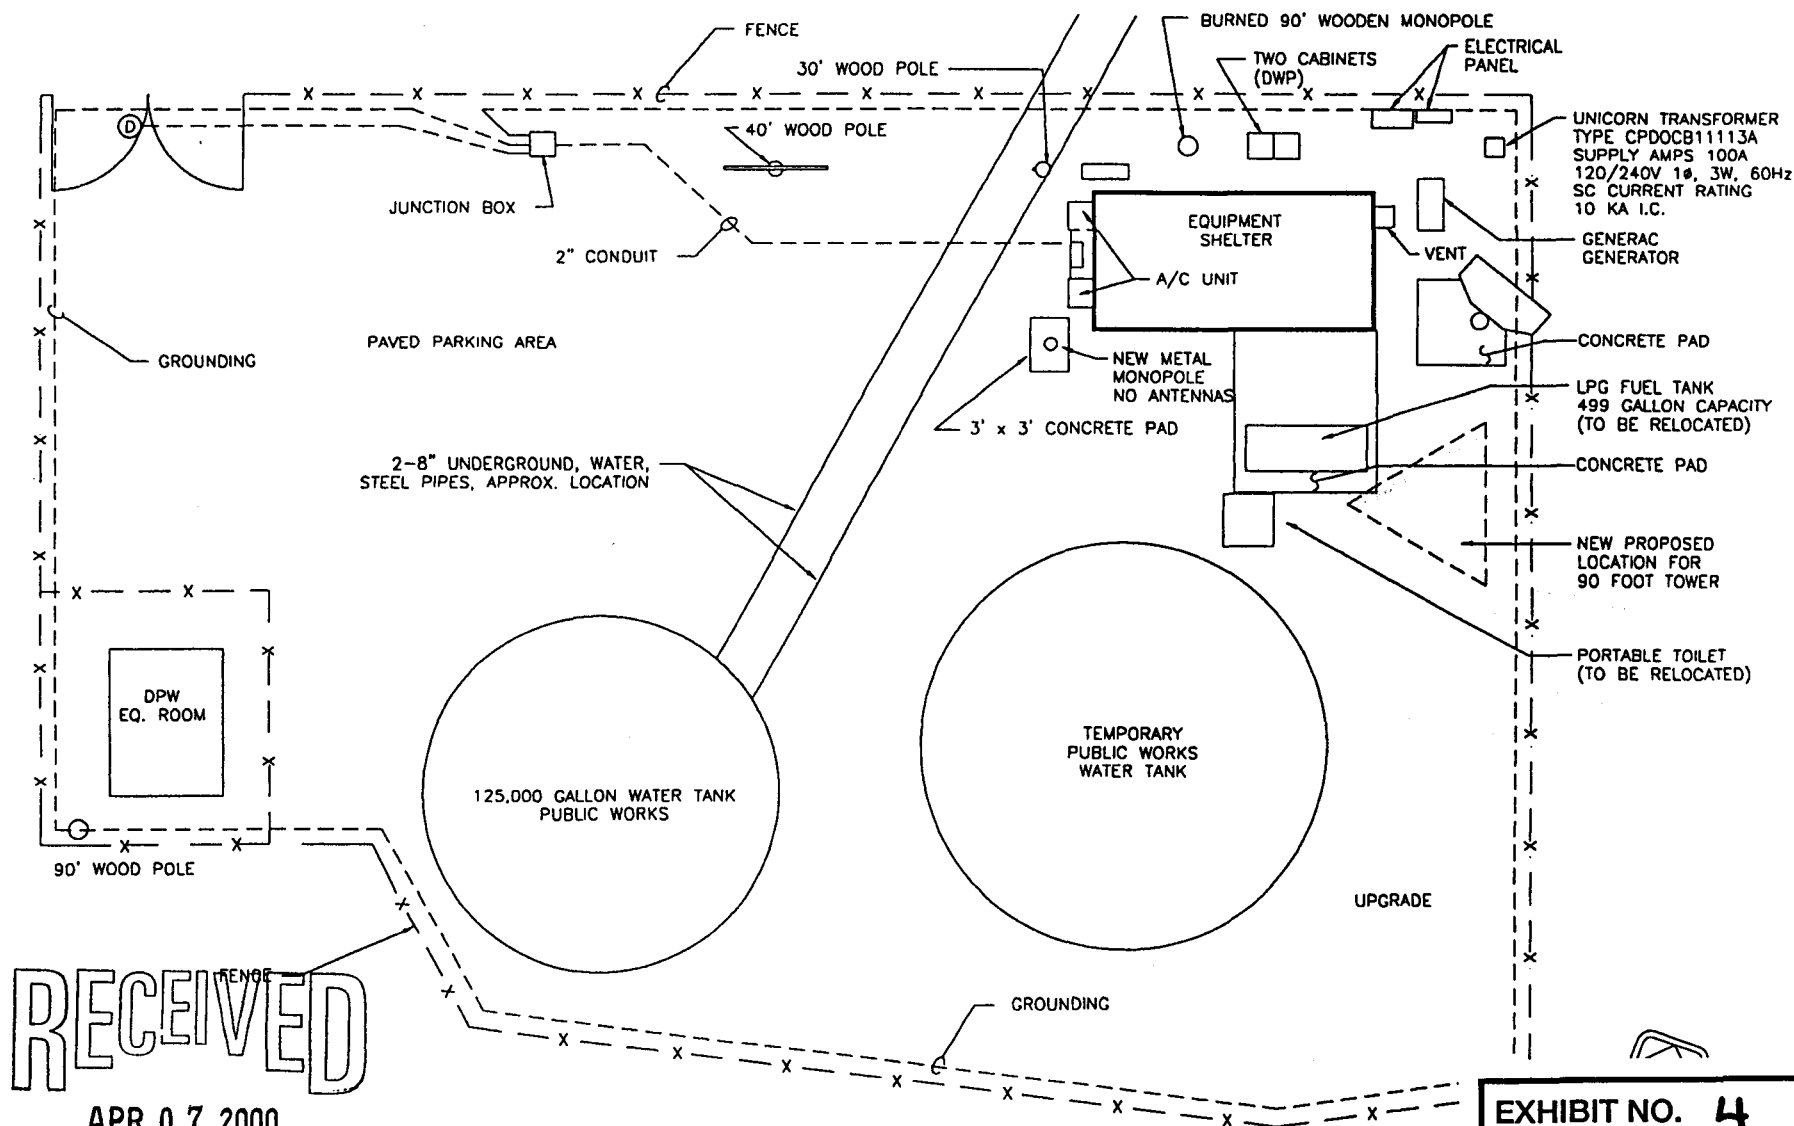 FENCE
BURNED 90' WOODEN MONOPOLE
30' WOOD POLE
TWO CABINETS
(DWP)
ELECTRICAL
PANEL
D
40' WOOD POLE
UNICORN TRANSFORMER
TYPE CPDOCB11113A
SUPPLY AMPS 100A
120/240V 1ø, 3W, 60Hz
SC CURRENT RATING
10 KA I.C.
JUNCTION BOX
2" CONDUIT
EQUIPMENT
SHELTER
VENT
GENERAC
GENERATOR
A/C UNIT
GROUNDING
PAVED PARKING AREA
NEW METAL
MONOPOLE
NO ANTENNAS
CONCRETE PAD
3' x 3' CONCRETE PAD
LPG FUEL TANK
499 GALLON CAPACITY
(TO BE RELOCATED)
2-8" UNDERGROUND, WATER,
STEEL PIPES, APPROX. LOCATION
CONCRETE PAD
NEW PROPOSED
LOCATION FOR
90 FOOT TOWER
PORTABLE TOILET
(TO BE RELOCATED)
DPW
EQ. ROOM
TEMPORARY
PUBLIC WORKS
WATER TANK
125,000 GALLON WATER TANK
PUBLIC WORKS
90' WOOD POLE
UPGRADE
FENCE
RECEIVED
GROUNDING
APR 07 2000
EXHIBIT NO. 4